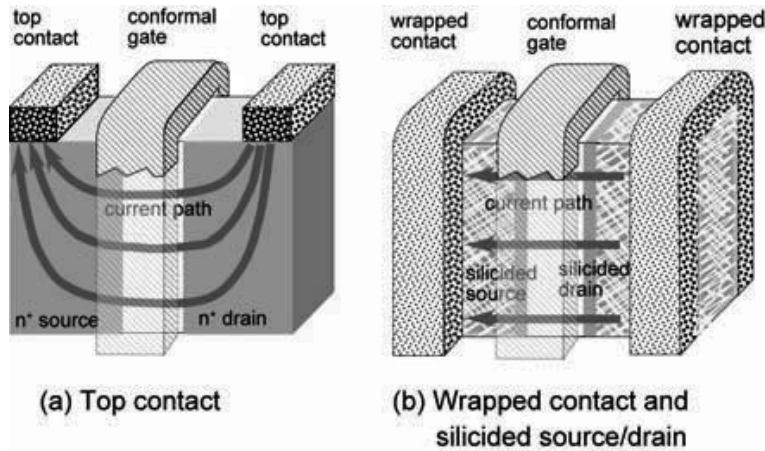 top
contact
conformal
gate
top
contact
current path
n+ source
n+ drain
(a) Top contact
wrapped
contact
conformal
gate
wrapped
contact
current path
silicided
source
silicided
drain
(b) Wrapped contact and
silicided source/drain